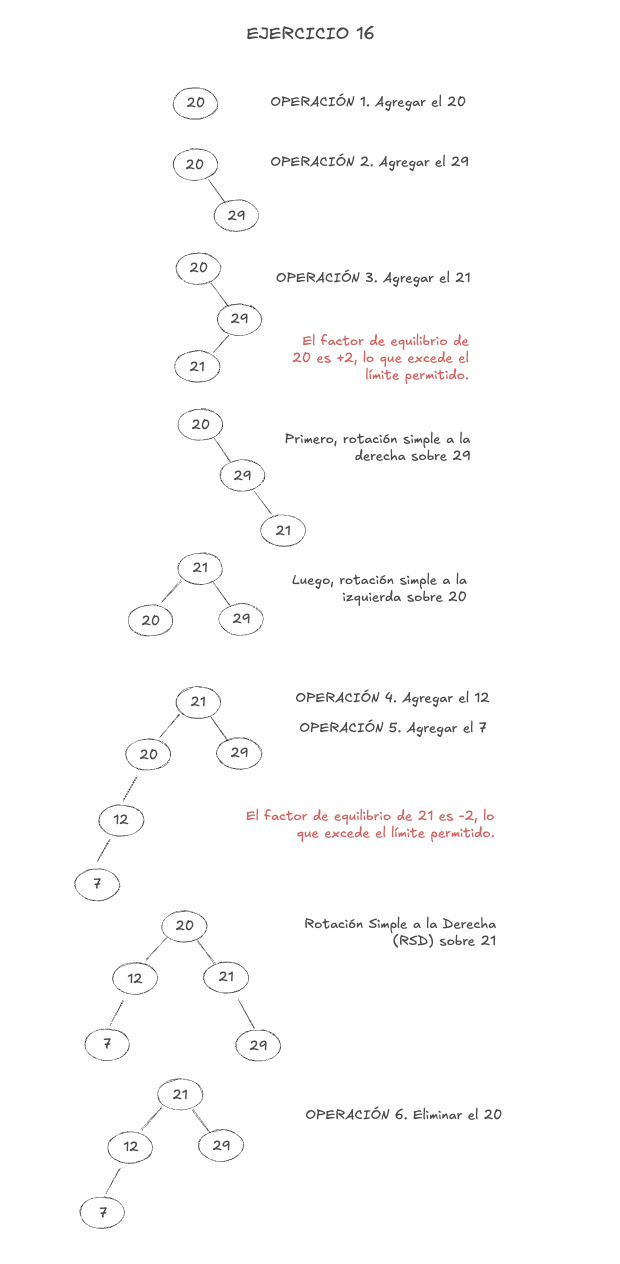 EJERCICIO 16
20
OPERACIÓN 1. Agregar el 20
20
OPERACIÓN 2. Agregar el 29
29
20
OPERACIÓN 3. Agregar el 21
29
El factor de equilibrio de
20 es +2, lo que excede el
límite permitido.
21
20
Primero, rotación simple a la
derecha sobre 29
29
21
21
Luego, rotación simple a la
izquierda sobre 20
20 29
OPERACIÓN 4. Agregar el 12
21
OPERACIÓN 5. Agregar el 7
20 29
12
El factor de equilibrio de 21 es -2, lo
que excede el límite permitido.
7
20
Rotación Simple a la Derecha
(RSD) sobre 21
12 21
7 29
21
OPERACIÓN 6. Eliminar el 20
12 29
7